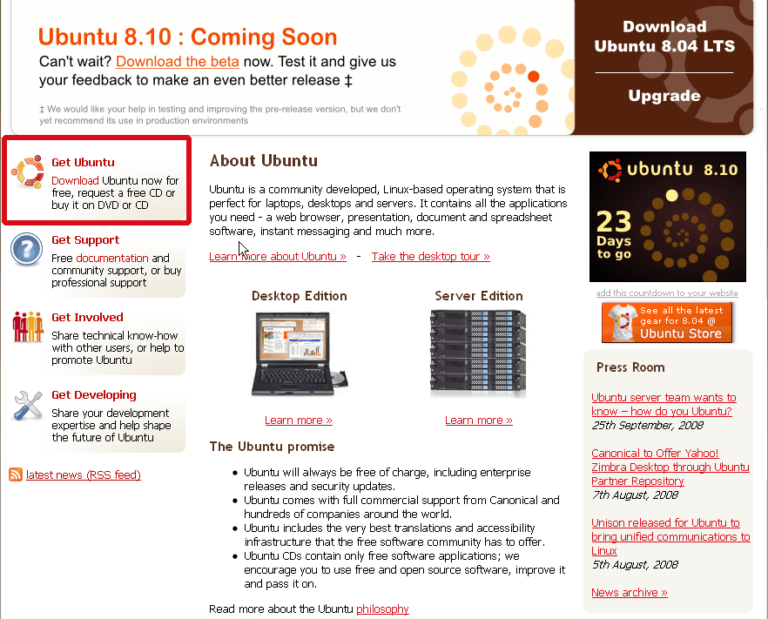 Ubuntu 8.10 : Coming Soon
Can't wait? Download the beta now. Test it and give us
your feedback to make an even better release ‡
‡ We would like your help in testing and improving the pre-release version, but we don't
yet recommend its use in production environments
Download
Ubuntu 8.04 LTS
Upgrade
Get Ubuntu
Download Ubuntu now for
free, request a free CD or
buy it on DVD or CD
Get Support
Free documentation and
community support, or buy
professional support
Get Involved
Share technical know-how
with other users, or help to
promote Ubuntu
Get Developing
Share your development
expertise and help shape
the future of Ubuntu
latest news (RSS feed)
About Ubuntu
Ubuntu is a community developed, Linux-based operating system that is
perfect for laptops, desktops and servers. It contains all the applications
you need - a web browser, presentation, document and spreadsheet
software, instant messaging and much more.
Learn more about Ubuntu » - Take the desktop tour »
Desktop Edition
Learn more »
Server Edition
Learn more »
The Ubuntu promise
• Ubuntu will always be free of charge, including enterprise
releases and security updates.
• Ubuntu comes with full commercial support from Canonical and
hundreds of companies around the world.
• Ubuntu includes the very best translations and accessibility
infrastructure that the free software community has to offer.
• Ubuntu CDs contain only free software applications; we
encourage you to use free and open source software, improve it
and pass it on.
Read more about the Ubuntu philosophy
ubuntu 8.10
23
Days
to go
add this countdown to your website
See all the latest
gear for 8.04 @
Ubuntu Store
Press Room
Ubuntu server team wants to
know – how do you Ubuntu?
25th September, 2008
Canonical to Offer Yahoo!
Zimbra Desktop through Ubuntu
Partner Repository
7th August, 2008
Unison released for Ubuntu to
bring unified communications to
Linux
5th August, 2008
News archive »